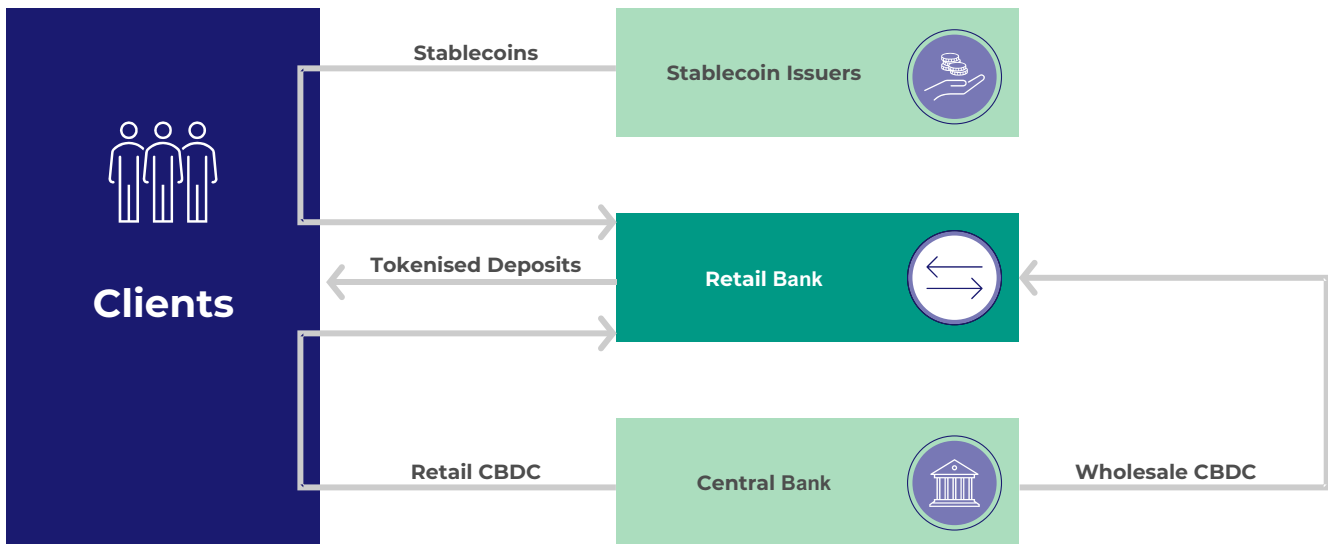 Stablecoins
Stablecoin Issuers
Clients
Tokenised Deposits
Retail Bank
Retail CBDC
Central Bank
Wholesale CBDC